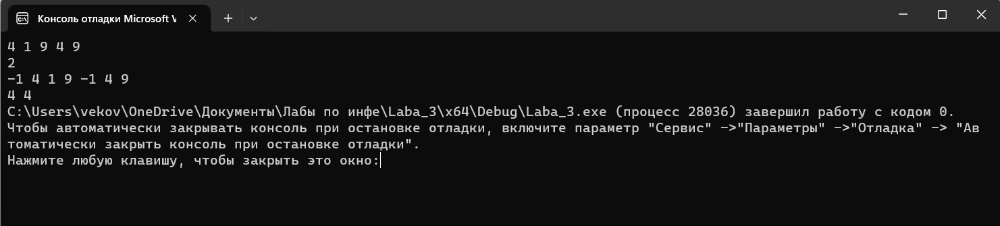 Консоль отладки Microsoft V
4 1 9 4 9
2
-1 4 1 9 -1 4 9
4 4
C:\Users\vekov\OneDrive\Документы\Лабы по инфе\Laba_3\x64\Debug\Laba_3.exe (процесс 28036) завершил работу с кодом 0.
Чтобы автоматически закрывать консоль при остановке отладки, включите параметр "Сервис" ->"Параметры" ->"Отладка" -> "Ав
томатически закрыть консоль при остановке отладки".
Нажмите любую клавишу, чтобы закрыть это окно: